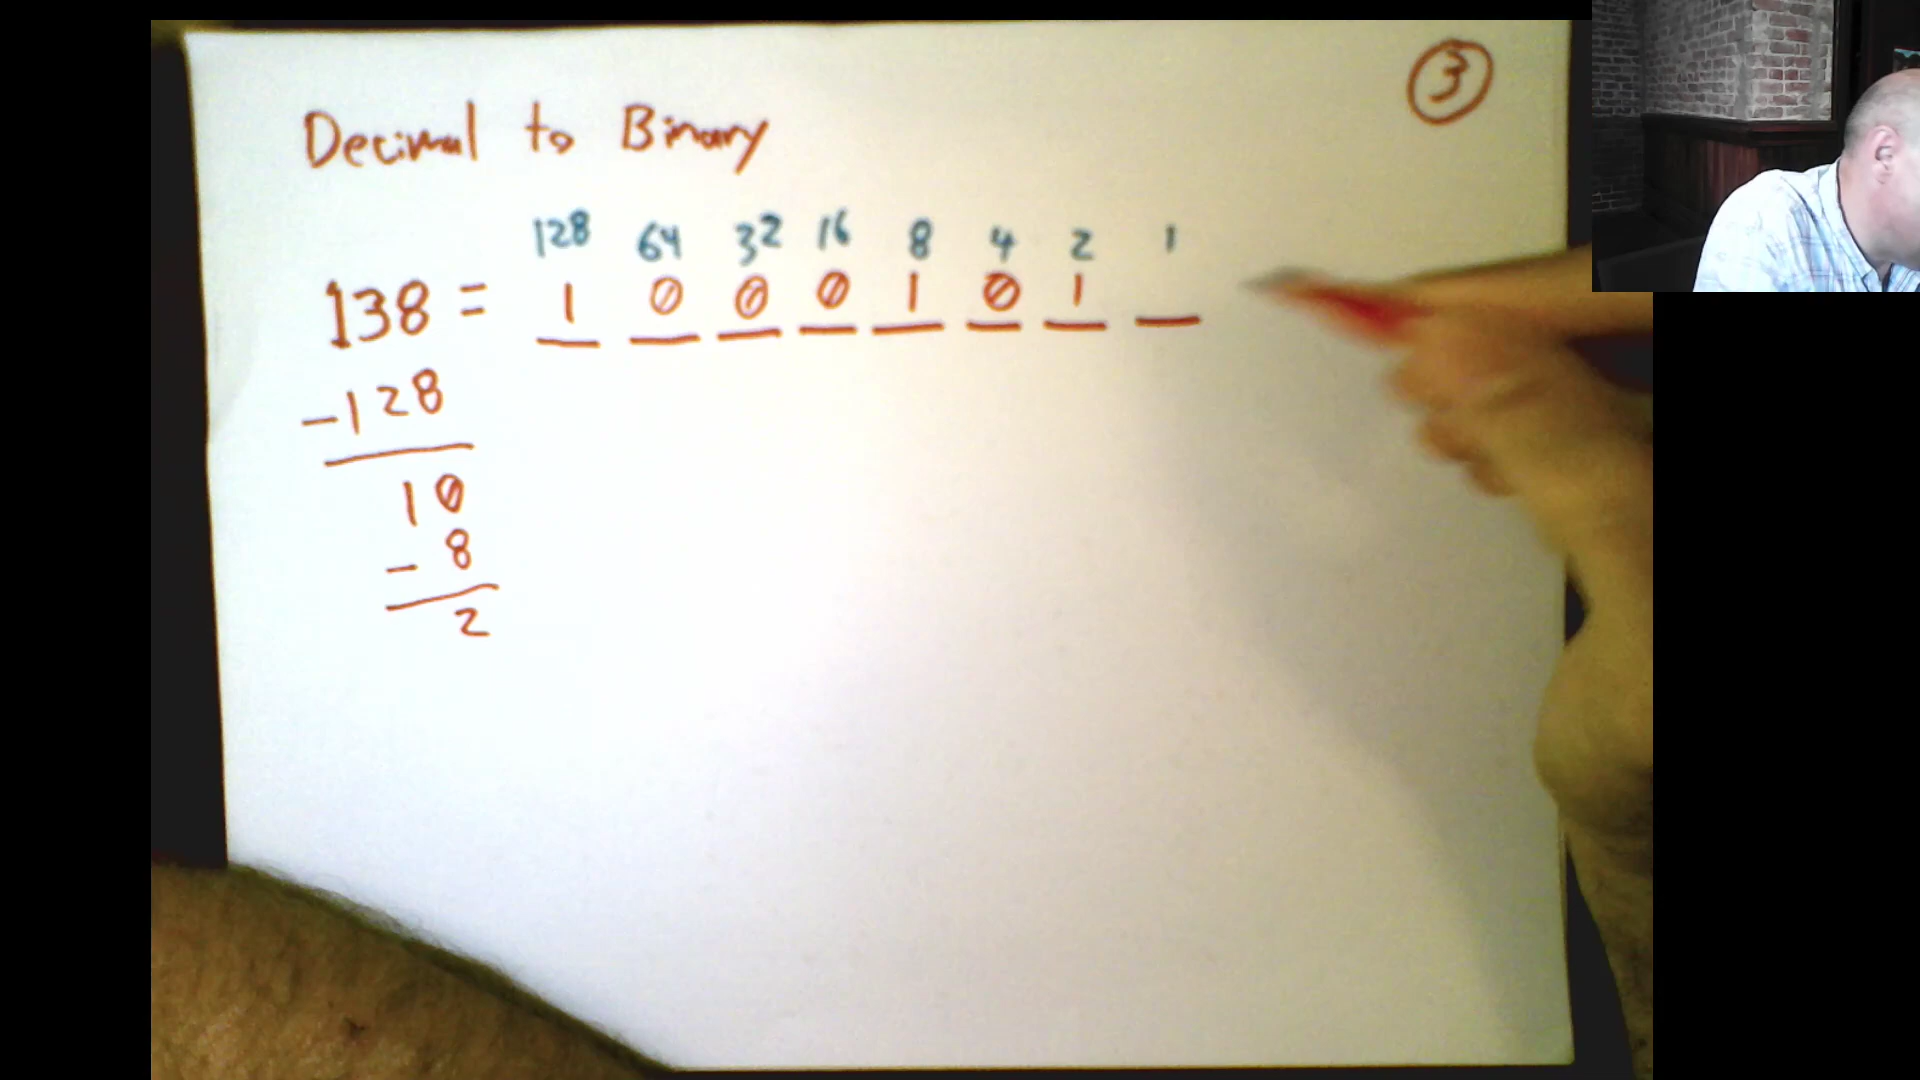 3
Decimal to Binary
128 64 32 16 8 4 2 1
138 = 1 0 0 0 1 0 1 _
-128
10
- 8
2